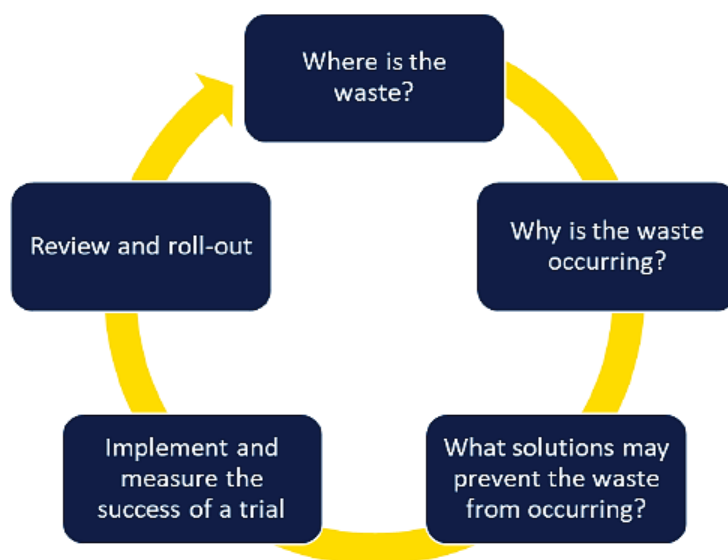 Where is the
waste?
Why is the waste
occurring?
What solutions may
prevent the waste
from occurring?
Implement and
measure the
success of a trial
Review and roll-out